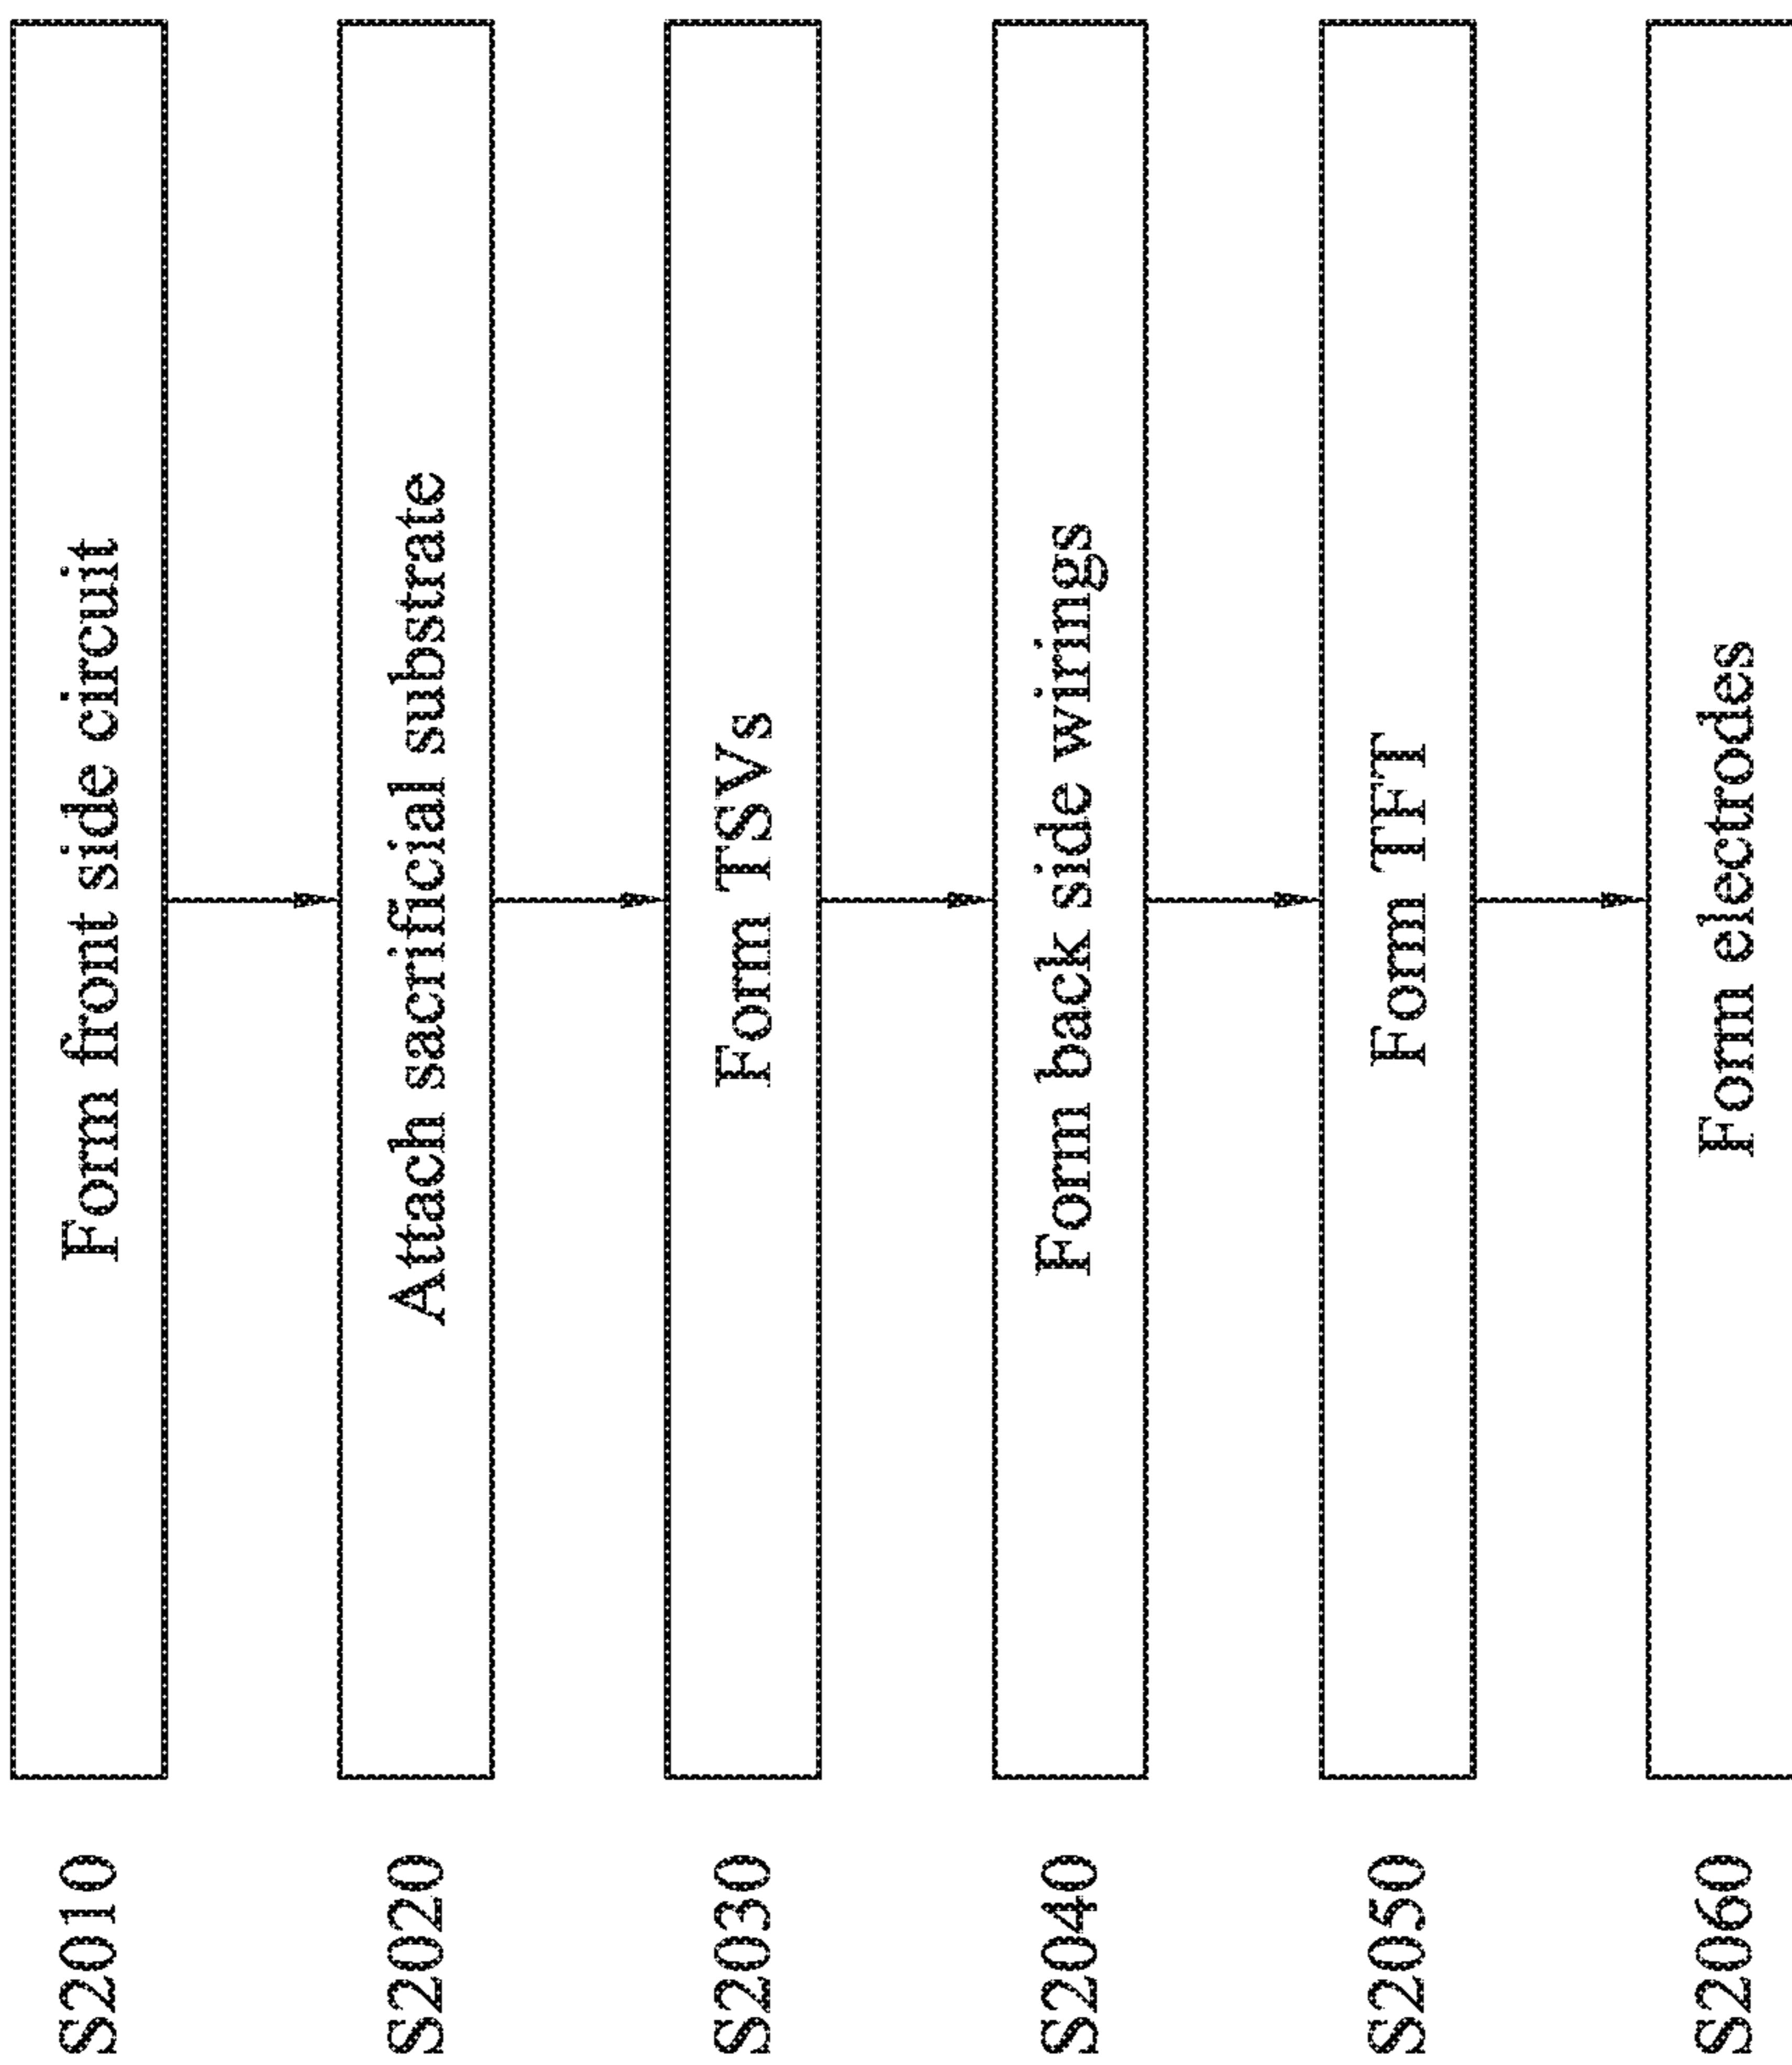 S2010 Form front side circuit
S2020 Attach sacrificial substrate
S2030 Form TSVs
S2040 Form back side wirings
S2050 Form TFT
S2060 Form electrodes